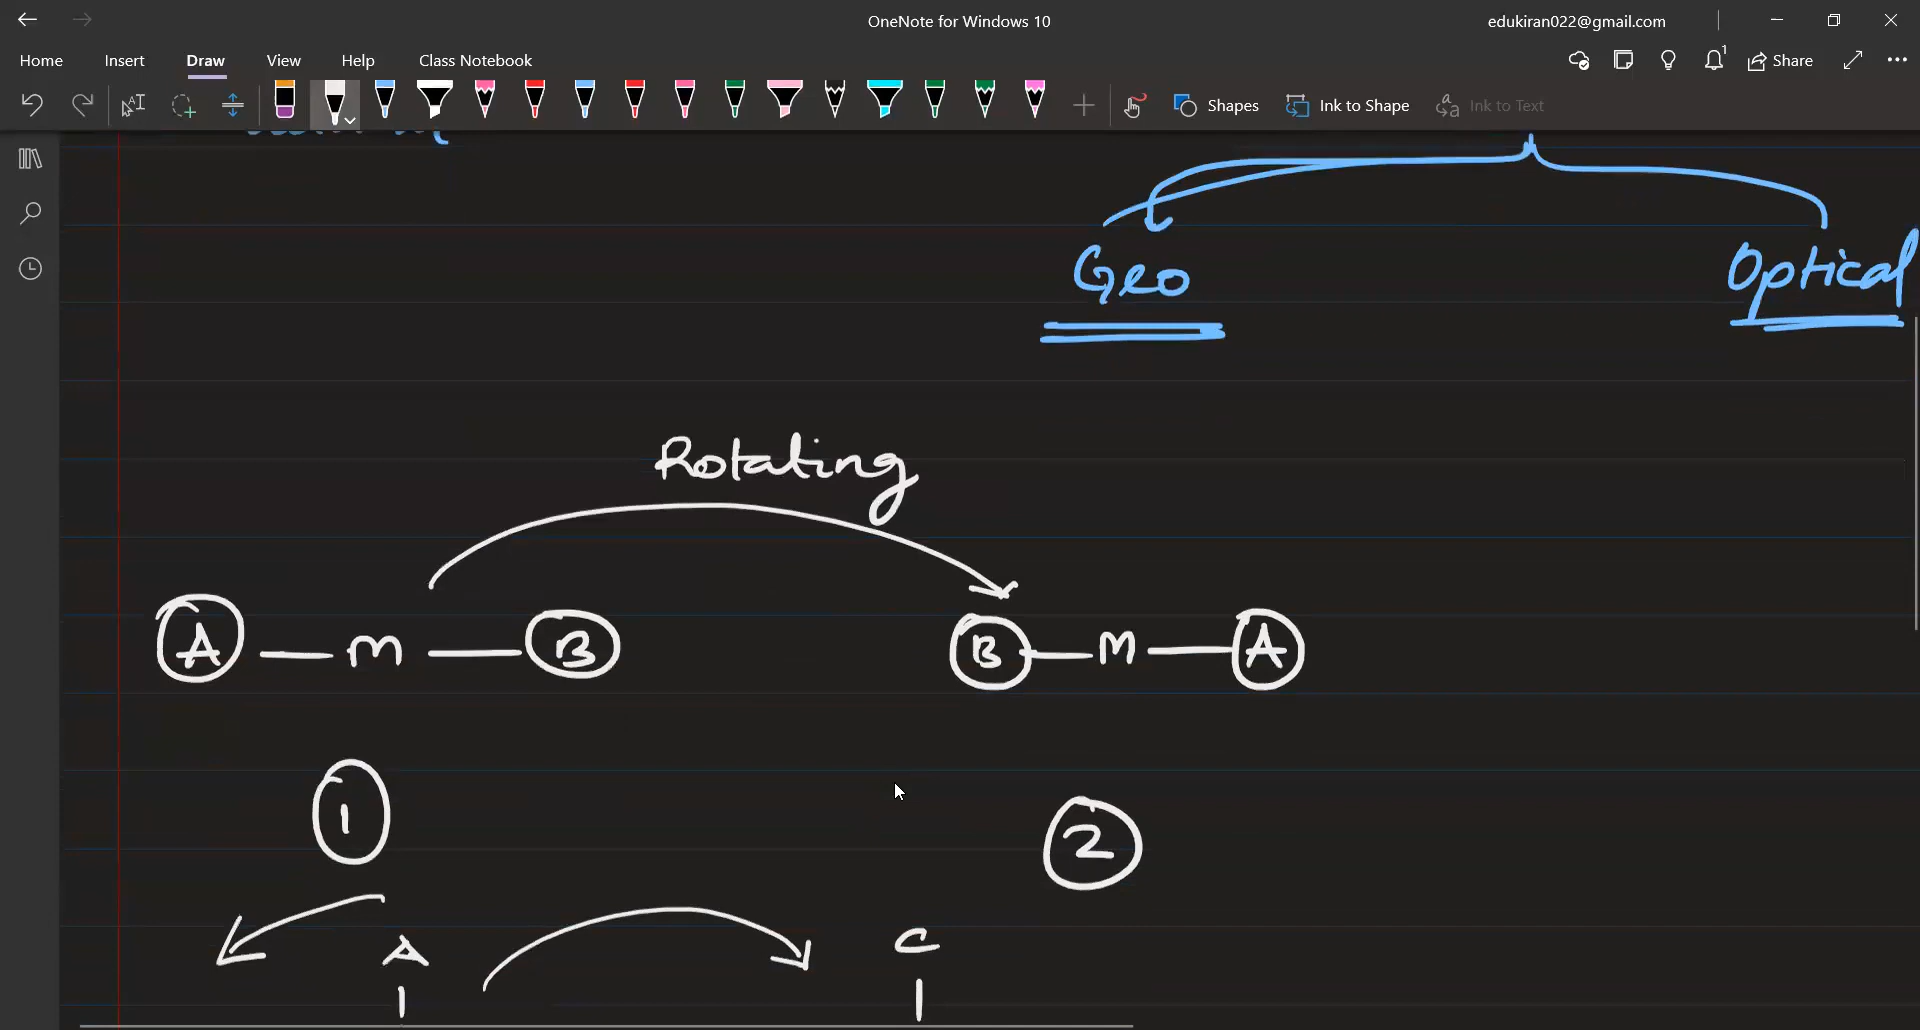 OneNote for Windows 10
edukiran022@gmail.com
Home Insert Draw View Help Class Notebook
1
Share
Shapes Ink to Shape Ink to Text
Geo
Optical
Rotating
A — M — B
B — M — A
1
2
A
C